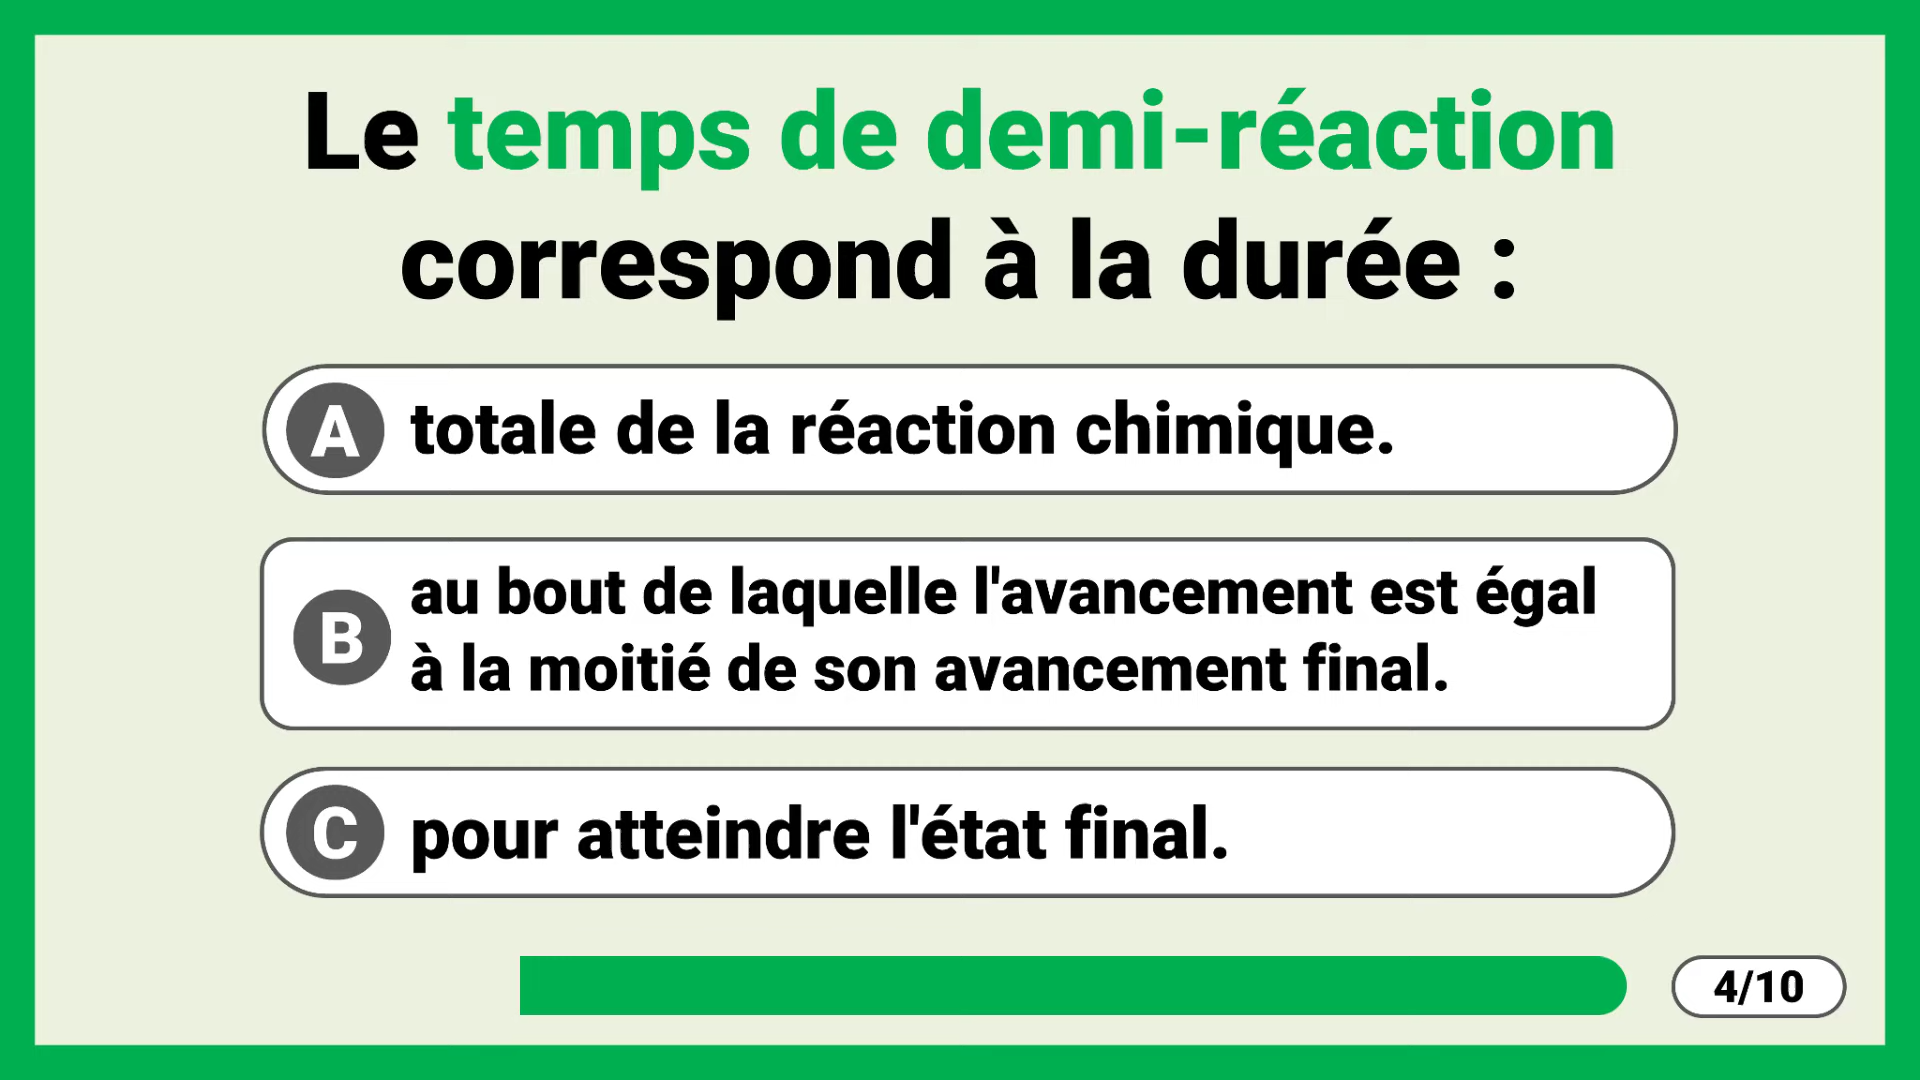 Le temps de demi-réaction
correspond à la durée :
A totale de la réaction chimique.
B au bout de laquelle l'avancement est égal
à la moitié de son avancement final.
C pour atteindre l'état final.
4/10